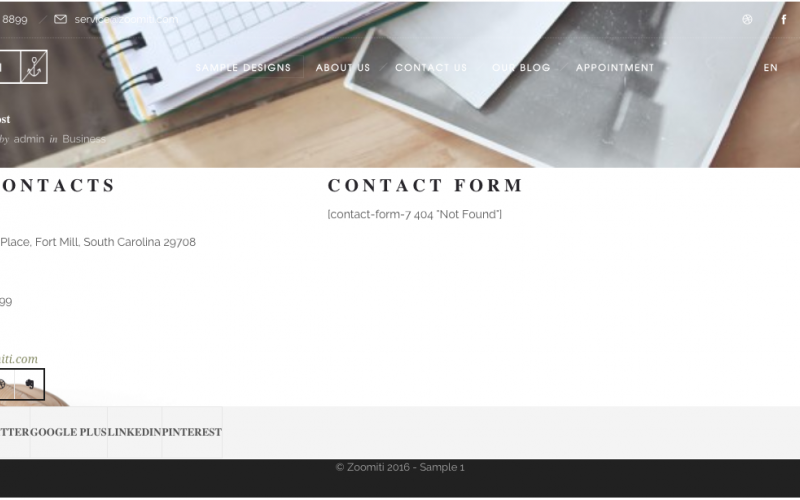 8899 service@zoomiti.com
SAMPLE DESIGNS ABOUT US CONTACT US OUR BLOG APPOINTMENT EN
ost
by admin in Business
ONTACTS
CONTACT FORM
[contact-form-7 404 "Not Found"]
Place, Fort Mill, South Carolina 29708
99
iti.com
TTER GOOGLE PLUS LINKEDIN PINTEREST
© Zoomiti 2016 - Sample 1